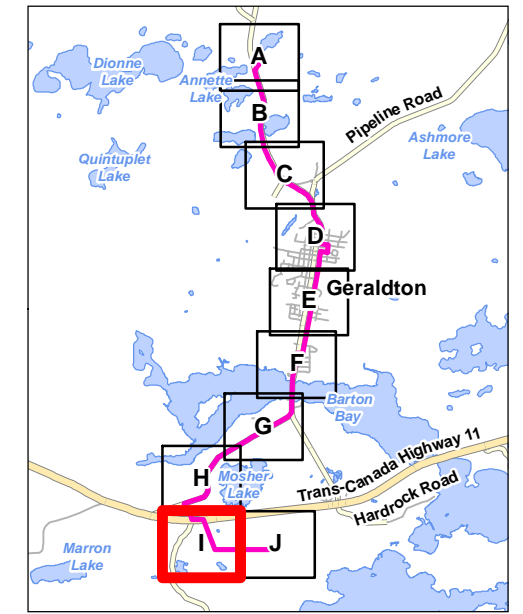 A
Dionne
Lake
Annette
Lake
B
Pipeline Road
Ashmore
Lake
Quintuplet
Lake
C
D
E
Geraldton
F
Barton
Bay
G
Trans-Canada Highway 11
H
Mosher
Lake
Hardrock Road
I
J
Marron
Lake